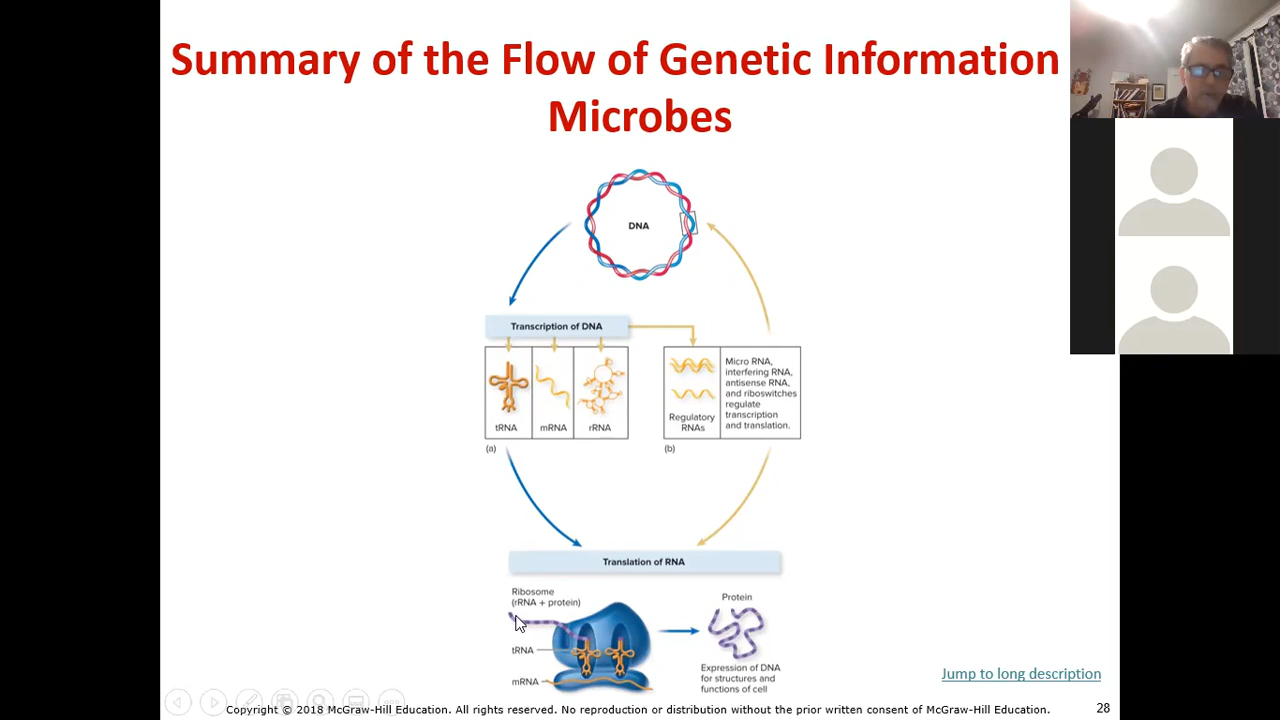 Summary of the Flow of Genetic Information
Microbes
DNA
Transcription of DNA
tRNA
mRNA
rRNA
(a)
Regulatory
RNAs
Micro RNA,
interfering RNA,
antisense RNA,
and riboswitches
regulate
transcription
and translation.
(b)
Translation of RNA
Ribosome
(rRNA + protein)
tRNA
mRNA
Protein
Expression of DNA
for structures and
functions of cell
Jump to long description
Copyright © 2018 McGraw-Hill Education. All rights reserved. No reproduction or distribution without the prior written consent of McGraw-Hill Education.
28